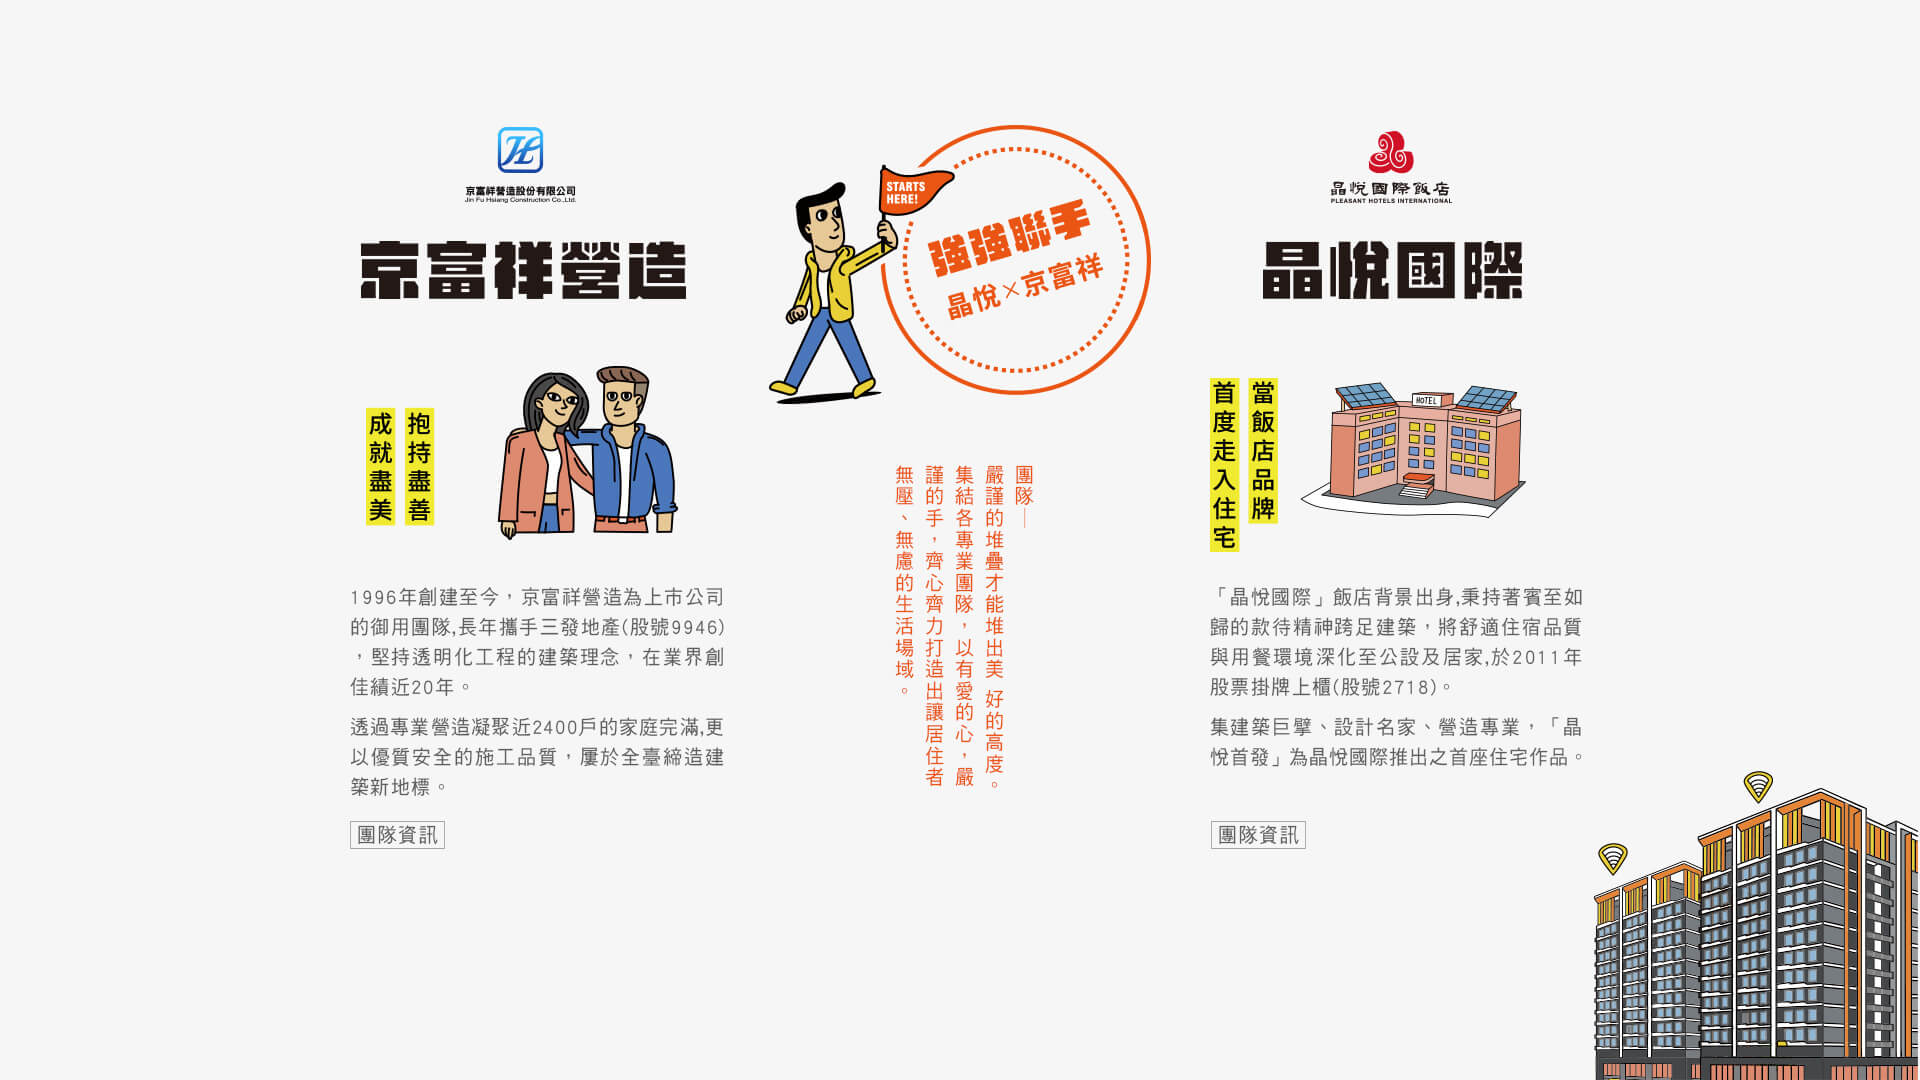 京富祥營造股份有限公司
Jin Fu Hsiang Construction Co.,Ltd.
京富祥營造
抱持盡善
成就盡美
1996年創建至今，京富祥營造為上市公司
的御用團隊,長年攜手三發地產(股號9946)
，堅持透明化工程的建築理念，在業界創
佳績近20年。
透過專業營造凝聚近2400戶的家庭完滿,更
以優質安全的施工品質，屢於全臺締造建
築新地標。
團隊資訊
STARTS
HERE!
強強聯手
晶悅×京富祥
團隊—
嚴謹的堆疊才能堆出美 好的高度。
集結各專業團隊，以有愛的心，嚴
謹的手，齊心齊力打造出讓居住者
無壓、無慮的生活場域。
晶悅國際飯店
PLEASANT HOTELS INTERNATIONAL
晶悅國際
當飯店品牌
首度走入住宅
HOTEL
「晶悅國際」飯店背景出身,秉持著賓至如
歸的款待精神跨足建築，將舒適住宿品質
與用餐環境深化至公設及居家,於2011年
股票掛牌上櫃(股號2718)。
集建築巨擘、設計名家、營造專業，「晶
悅首發」為晶悅國際推出之首座住宅作品。
團隊資訊